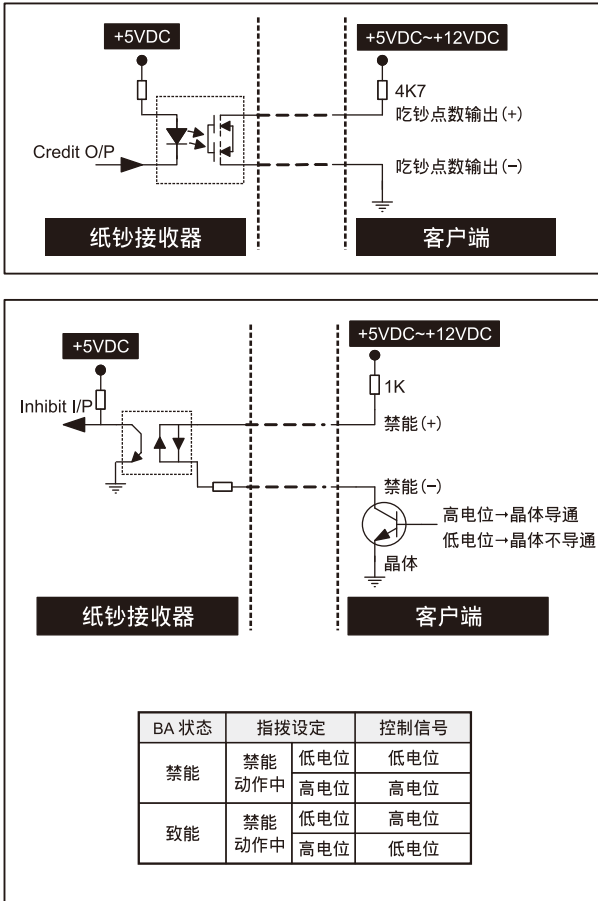 +5VDC
+5VDC~+12VDC
4K7
吃钞点数输出(+)
Credit O/P
吃钞点数输出(-)
纸钞接收器
客户端
+5VDC~+12VDC
+5VDC
1K
Inhibit I/P
禁能(+)
禁能(-)
高电位→晶体导通
低电位→晶体不导通
晶体
纸钞接收器
客户端
BA 状态 指拨设定 控制信号
禁能 禁能动作中 低电位 低电位
高电位 高电位
致能 禁能动作中 低电位 高电位
高电位 低电位